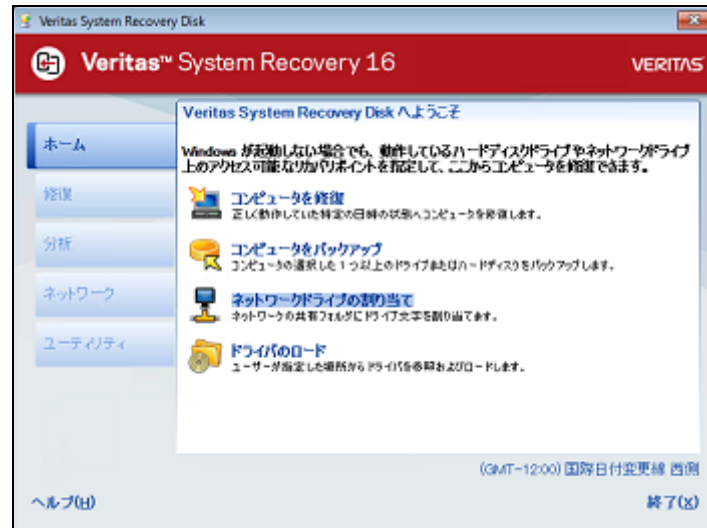 Veritas System Recovery Disk
Veritas™ System Recovery 16
VERITAS
ホーム
修復
分析
ネットワーク
ユーティリティ
Veritas System Recovery Disk へようこそ
Windows が起動しない場合でも、動作しているハードディスクドライブやネットワークドライブ
上のアクセス可能なリカバリポイントを指定して、ここからコンピュータを修復できます。
コンピュータを修復
正しく動作していた特定の日時の状態へコンピュータを修復します。
コンピュータをバックアップ
コンピュータの選択した 1 つ以上のドライブまたはハードディスクをバックアップします。
ネットワークドライブの割り当て
ネットワークの共有フォルダにドライブ文字を割り当てます。
ドライバのロード
ユーザーが指定した場所からドライバを参照およびロードします。
(GMT-12:00) 国際日付変更線 西側
ヘルプ(H)
終了(X)